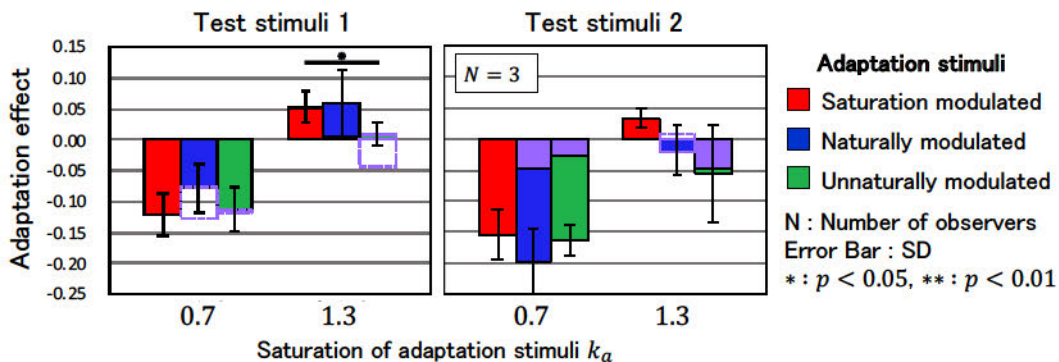 Test stimuli 1
Test stimuli 2
0.15
0.10
0.05
0.00
-0.05
-0.10
-0.15
-0.20
-0.25
Adaptation effect
*
N = 3
0.7
1.3
0.7
1.3
Saturation of adaptation stimuli kₐ
Adaptation stimuli
Saturation modulated
Naturally modulated
Unnaturally modulated
N : Number of observers
Error Bar : SD
* : p < 0.05, ** : p < 0.01